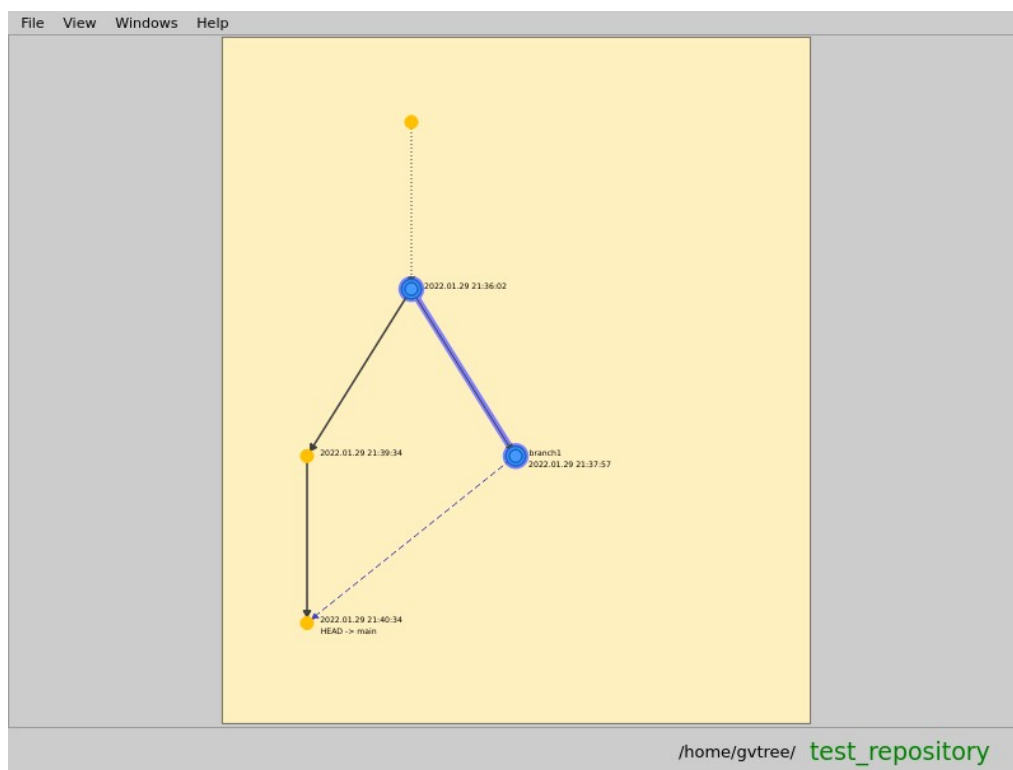 File View Windows Help
2022.01.29 21:36:02
2022.01.29 21:39:34
branch1
2022.01.29 21:37:57
2022.01.29 21:40:34
HEAD -> main
/home/gvtree/ test_repository